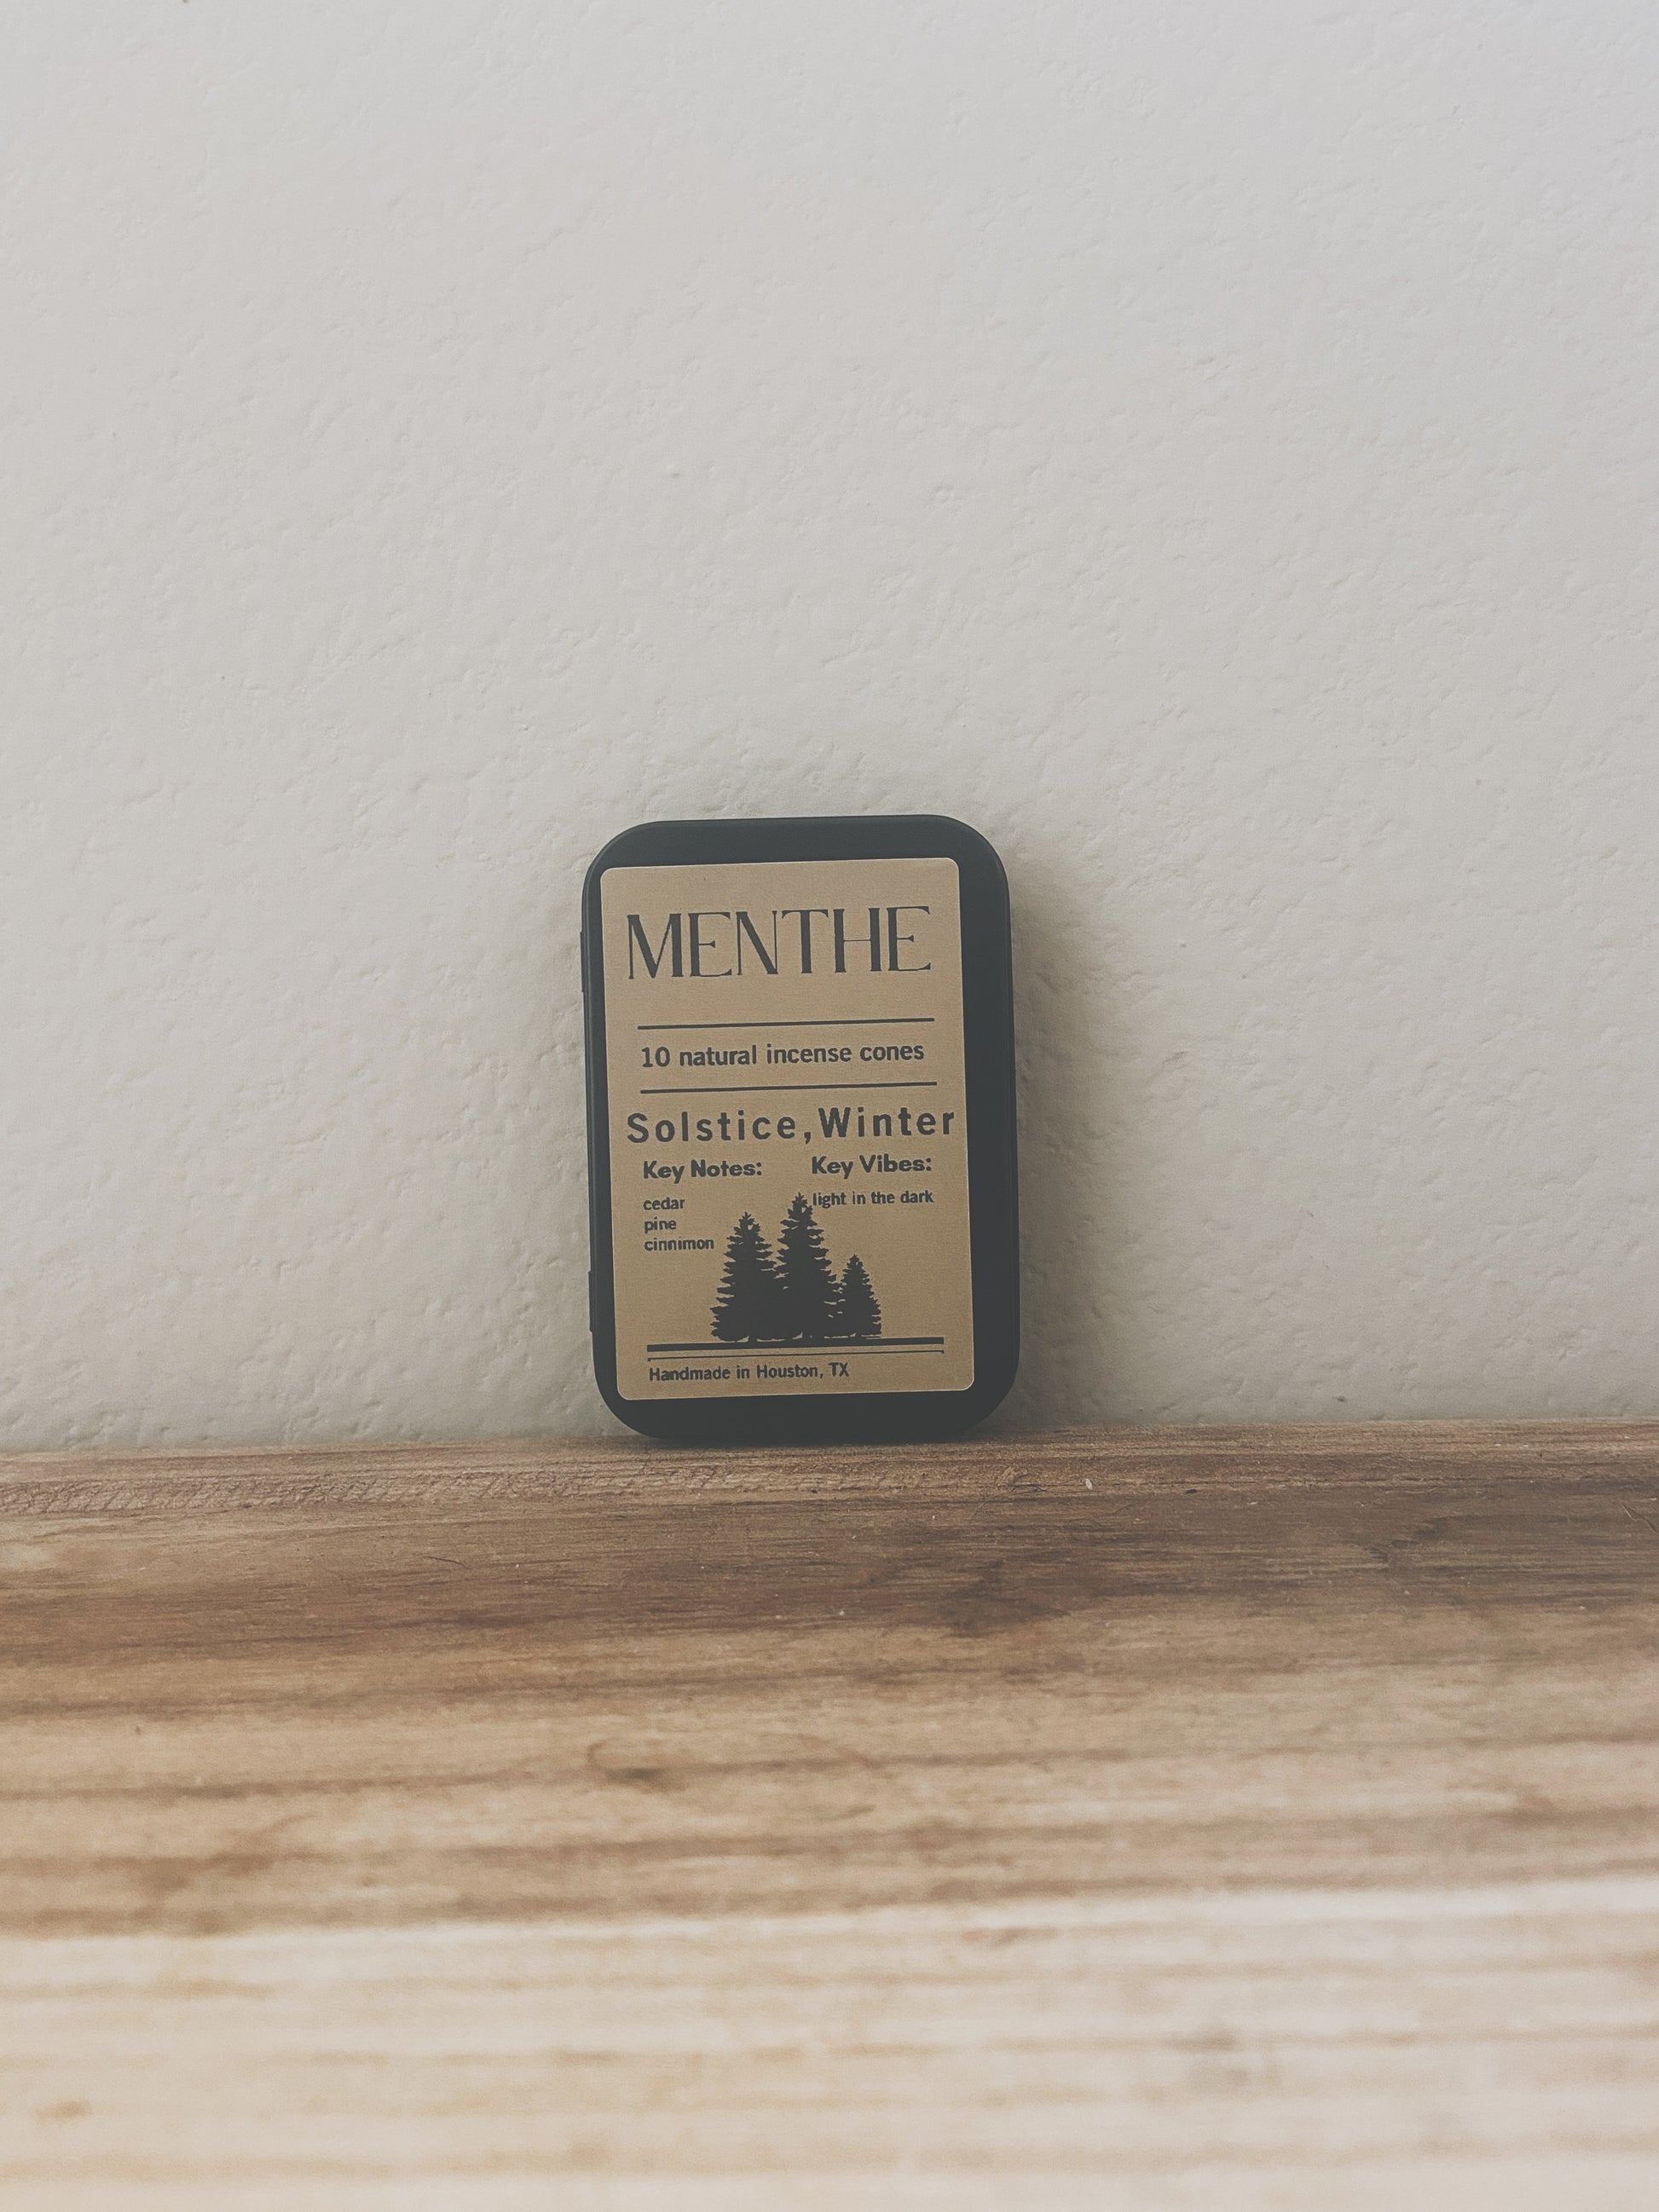 MENTHE
10 natural incense cones
Solstice, Winter
Key Notes:
cedar
pine
cinnimon
Key Vibes:
light in the dark
Handmade in Houston, TX